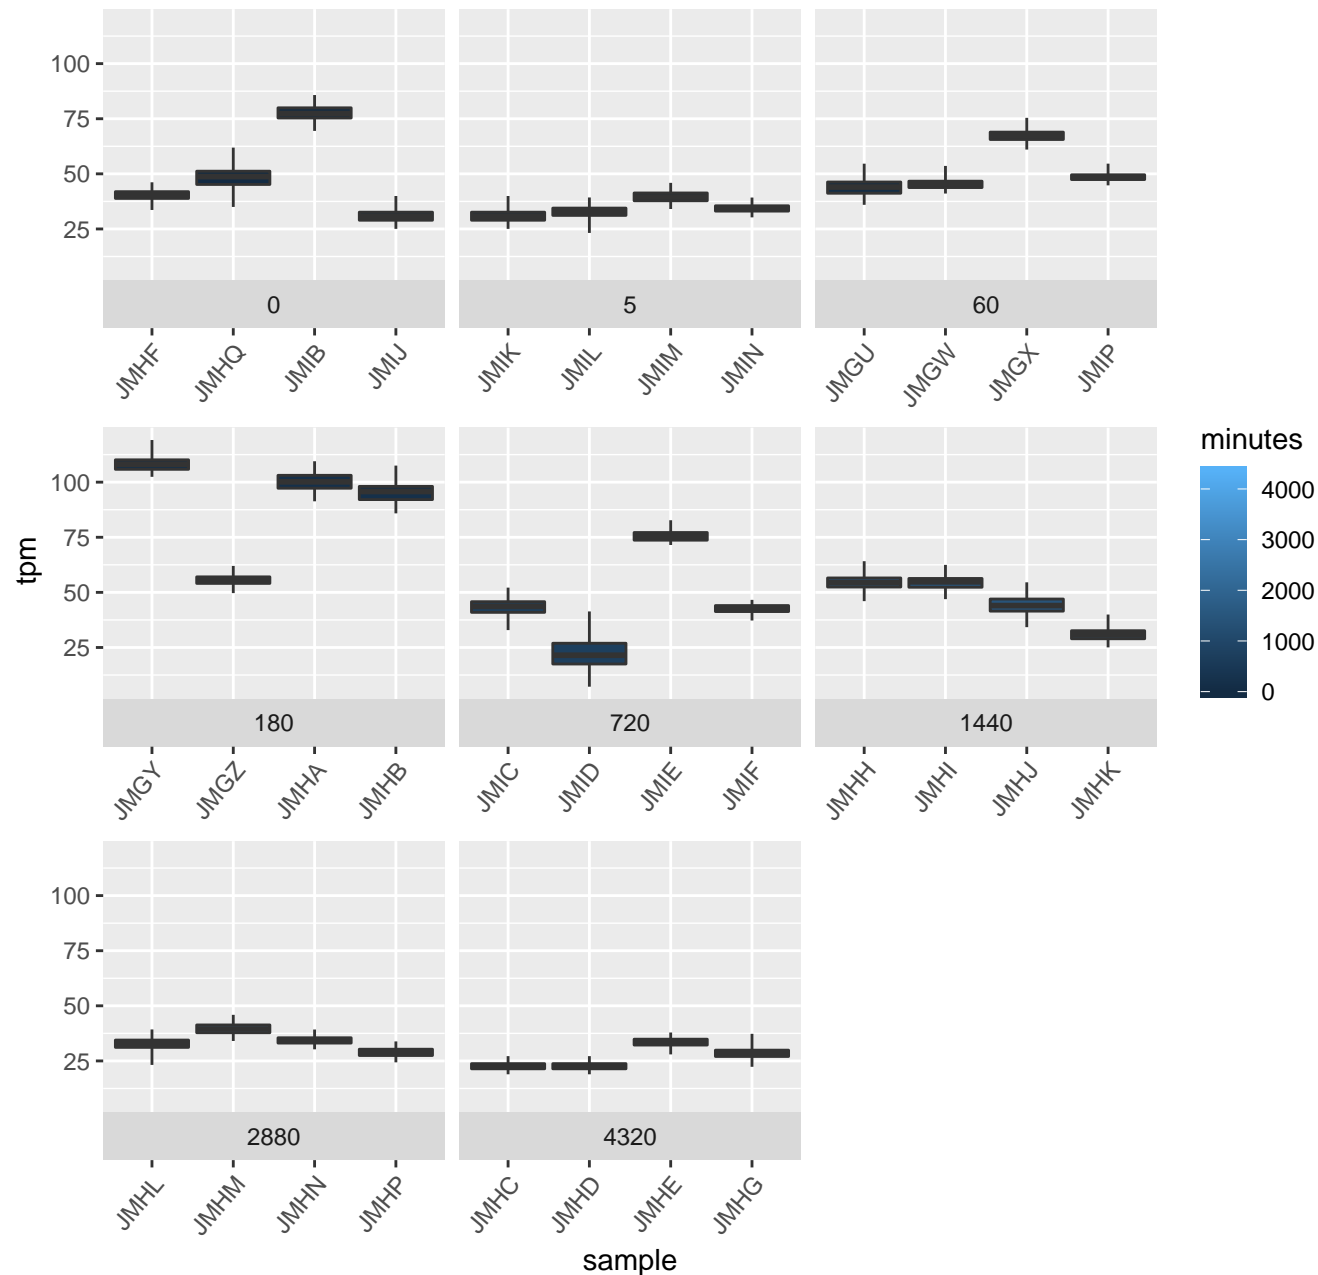 100
75
50
25
0
5
60
JMHF
JMHQ
JMIB
JMIJ
JMIK
JMIL
JMIM
JMIN
JMGU
JMGW
JMGX
JMIP
tpm
100
75
50
25
180
720
1440
JMGY
JMGZ
JMHA
JMHB
JMIC
JMID
JMIE
JMIF
JMHH
JMHI
JMHJ
JMHK
minutes
4000
3000
2000
1000
0
100
75
50
25
2880
4320
JMHL
JMHM
JMHN
JMHP
JMHC
JMHD
JMHE
JMHG
sample